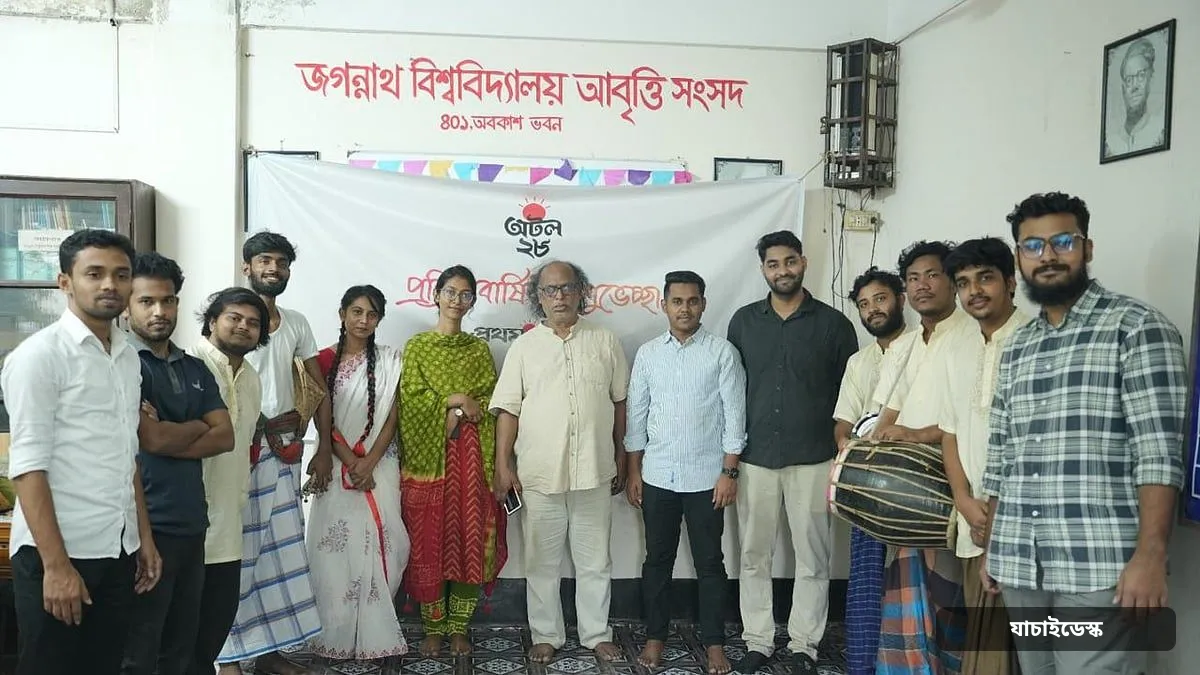 জগন্নাথ বিশ্ববিদ্যালয় আবৃত্তি সংসদ
৪০১,অবকাশ ভবন
অটল
২৮
যাচাইডেস্ক